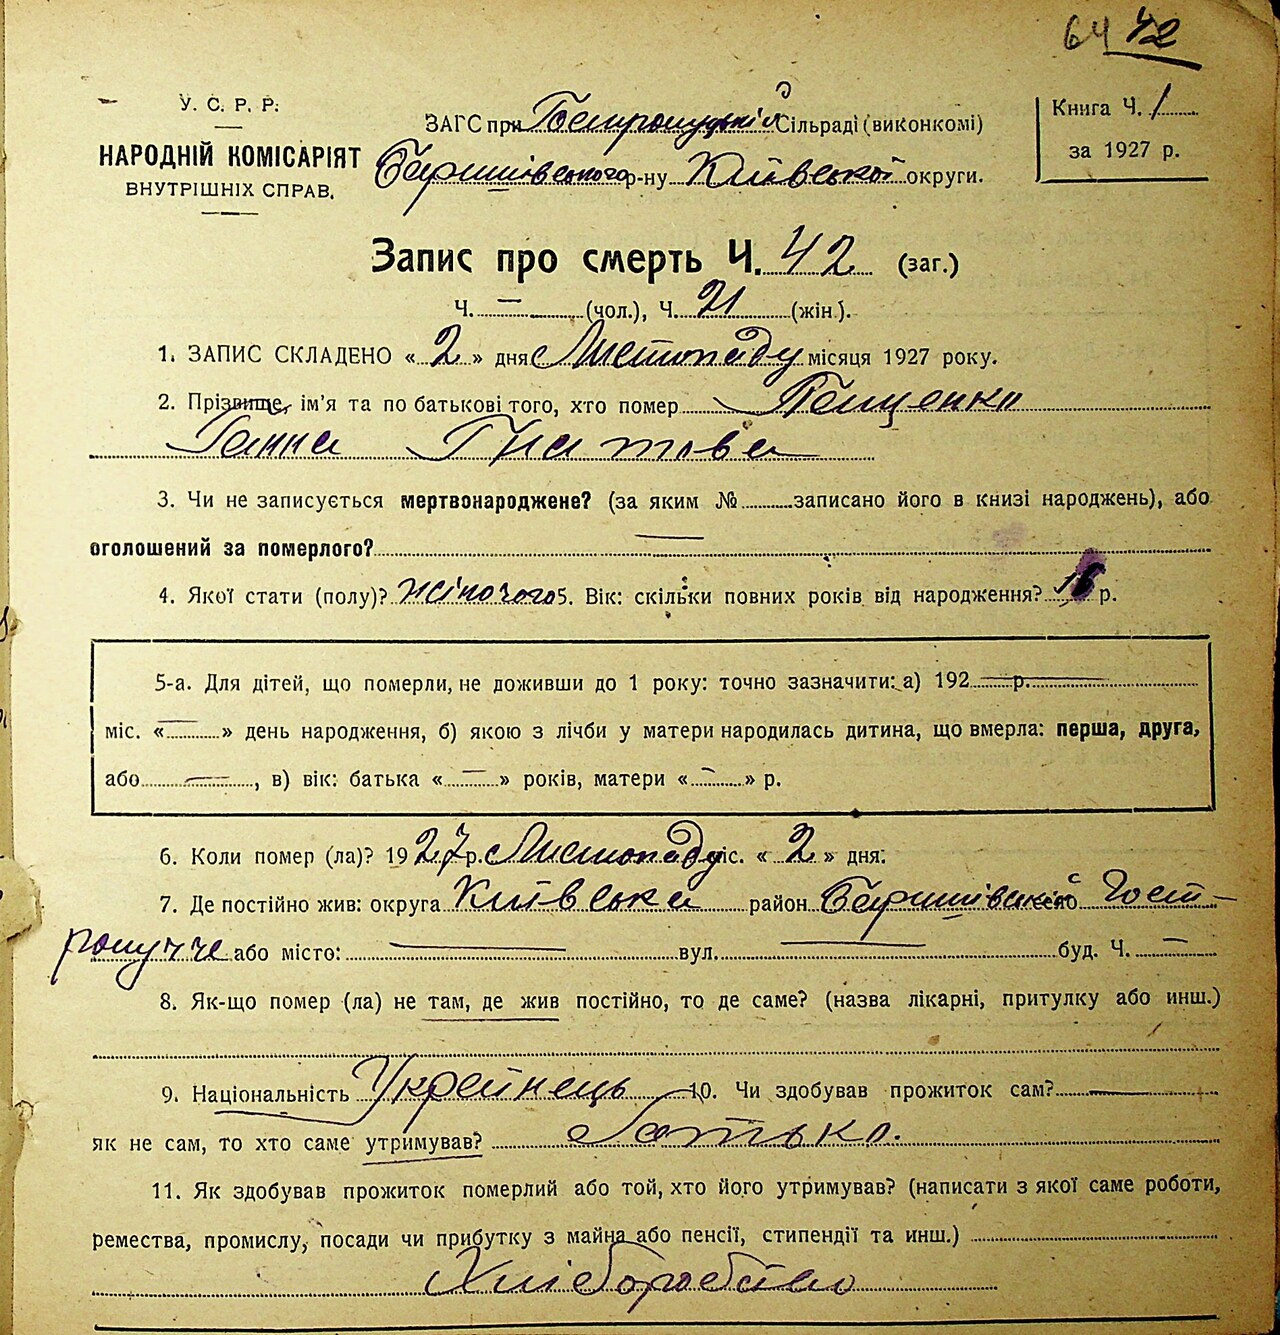 64 42
У. С. Р. Р.
НАРОДНІЙ КОМІСАРІЯТ
ВНУТРІШНІХ СПРАВ.
ЗАГС при Гостролуцькій Сільраді (виконкомі)
Баришівського р-ну Київської округи.
Книга Ч. 1
за 1927 р.
Запис про смерть Ч. 42 (заг.)
Ч. — (чол.), Ч. 21 (жін.).
1. ЗАПИС СКЛАДЕНО « 2 » дня Листопаду місяця 1927 року.
2. Прізвище, ім'я та по батькові того, хто помер
Ганна Гнатова
3. Чи не записується мертвонароджене? (за яким № записано його в книзі народжень), або
оголошений за померлого? —
4. Якої стати (полу)? жіночого 5. Вік: скільки повних років від народження? р.
5-а. Для дітей, що померли, не доживши до 1 року: точно зазначити: а) 192 — р. —
міс. « — » день народження, б) якою з лічби у матери народилась дитина, що вмерла: перша, друга,
або — , в) вік: батька « — » років, матери « — » р.
6. Коли помер (ла)? 1927 р. Листопаду міс. « 2 » дня.
7. Де постійно жив: округа Київська район Баришівский село Гост-
ролуччє або місто: — вул. — буд. Ч. —
8. Як-що помер (ла) не там, де жив постійно, то де саме? (назва лікарні, притулку або инш.)
9. Національність Українець 10. Чи здобував прожиток сам? —
як не сам, то хто саме утримував? Батько.
11. Як здобував прожиток померлий або той, хто його утримував? (написати з якої саме роботи,
ремества, промислу, посади чи прибутку з майна або пенсії, стипендії та инш.)
Хліборобство